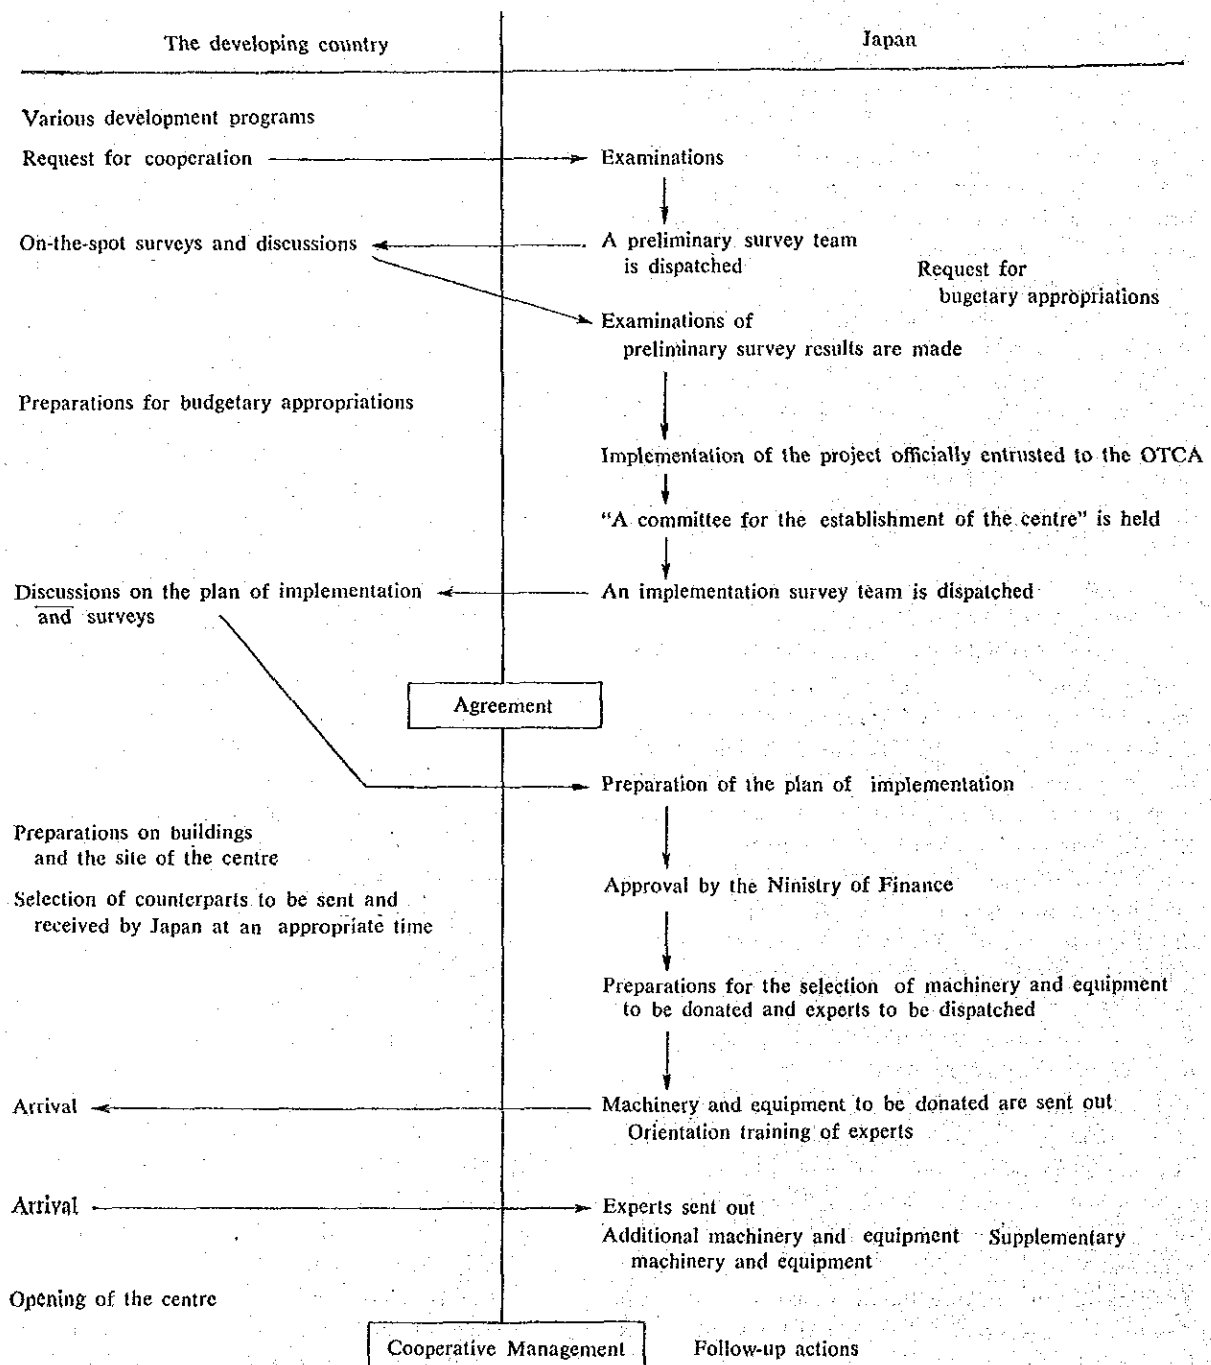 The developing country
Japan
Various development programs
Request for cooperation
Examinations
On-the-spot surveys and discussions
A preliminary survey team
is dispatched
Request for
bugetary appropriations
Examinations of
preliminary survey results are made
Preparations for budgetary appropriations
Implementation of the project officially entrusted to the OTCA
“A committee for the establishment of the centre” is held
Discussions on the plan of implementation
and surveys
An implementation survey team is dispatched
Agreement
Preparation of the plan of implementation
Preparations on buildings
and the site of the centre
Approval by the Ninistry of Finance
Selection of counterparts to be sent and
received by Japan at an appropriate time
Preparations for the selection of machinery and equipment
to be donated and experts to be dispatched
Arrival
Machinery and equipment to be donated are sent out
Orientation training of experts
Arrival
Experts sent out
Additional machinery and equipment Supplementary
machinery and equipment
Opening of the centre
Cooperative Management
Follow-up actions